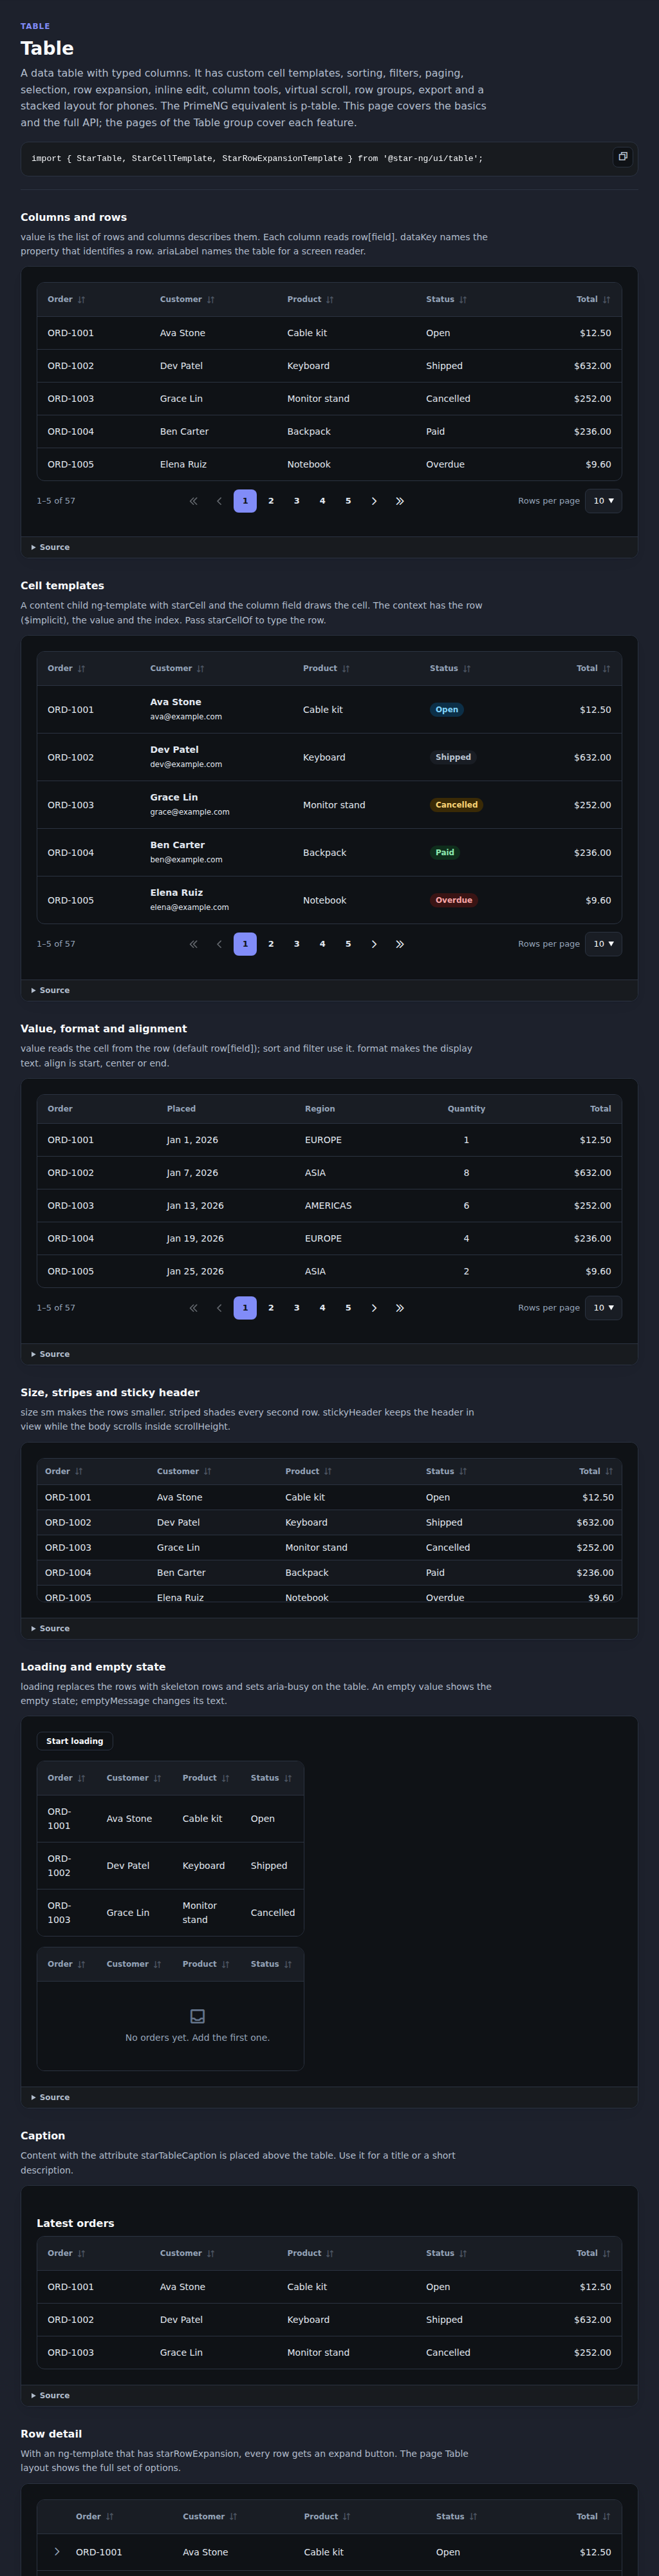 TABLE
Table
A data table with typed columns. It has custom cell templates, sorting, filters, paging,
selection, row expansion, inline edit, column tools, virtual scroll, row groups, export and a
stacked layout for phones. The PrimeNG equivalent is p-table. This page covers the basics
and the full API; the pages of the Table group cover each feature.
import { StarTable, StarCellTemplate, StarRowExpansionTemplate } from '@star-ng/ui/table';
Columns and rows
value is the list of rows and columns describes them. Each column reads row[field]. dataKey names the
property that identifies a row. ariaLabel names the table for a screen reader.
Order Customer Product Status Total
ORD-1001 Ava Stone Cable kit Open $12.50
ORD-1002 Dev Patel Keyboard Shipped $632.00
ORD-1003 Grace Lin Monitor stand Cancelled $252.00
ORD-1004 Ben Carter Backpack Paid $236.00
ORD-1005 Elena Ruiz Notebook Overdue $9.60
1–5 of 57 1 2 3 4 5 Rows per page 10
Source
Cell templates
A content child ng-template with starCell and the column field draws the cell. The context has the row
($implicit), the value and the index. Pass starCellOf to type the row.
Order Customer Product Status Total
ORD-1001 Ava Stone Cable kit Open $12.50
ava@example.com
ORD-1002 Dev Patel Keyboard Shipped $632.00
dev@example.com
ORD-1003 Grace Lin Monitor stand Cancelled $252.00
grace@example.com
ORD-1004 Ben Carter Backpack Paid $236.00
ben@example.com
ORD-1005 Elena Ruiz Notebook Overdue $9.60
elena@example.com
1–5 of 57 1 2 3 4 5 Rows per page 10
Source
Value, format and alignment
value reads the cell from the row (default row[field]); sort and filter use it. format makes the display
text. align is start, center or end.
Order Placed Region Quantity Total
ORD-1001 Jan 1, 2026 EUROPE 1 $12.50
ORD-1002 Jan 7, 2026 ASIA 8 $632.00
ORD-1003 Jan 13, 2026 AMERICAS 6 $252.00
ORD-1004 Jan 19, 2026 EUROPE 4 $236.00
ORD-1005 Jan 25, 2026 ASIA 2 $9.60
1–5 of 57 1 2 3 4 5 Rows per page 10
Source
Size, stripes and sticky header
size sm makes the rows smaller. striped shades every second row. stickyHeader keeps the header in
view while the body scrolls inside scrollHeight.
Order Customer Product Status Total
ORD-1001 Ava Stone Cable kit Open $12.50
ORD-1002 Dev Patel Keyboard Shipped $632.00
ORD-1003 Grace Lin Monitor stand Cancelled $252.00
ORD-1004 Ben Carter Backpack Paid $236.00
ORD-1005 Elena Ruiz Notebook Overdue $9.60
Source
Loading and empty state
loading replaces the rows with skeleton rows and sets aria-busy on the table. An empty value shows the
empty state; emptyMessage changes its text.
Start loading
Order Customer Product Status
ORD-
1001 Ava Stone Cable kit Open
ORD-
1002 Dev Patel Keyboard Shipped
ORD-
1003 Grace Lin Monitor
stand Cancelled
Order Customer Product Status
No orders yet. Add the first one.
Source
Caption
Content with the attribute starTableCaption is placed above the table. Use it for a title or a short
description.
Latest orders
Order Customer Product Status Total
ORD-1001 Ava Stone Cable kit Open $12.50
ORD-1002 Dev Patel Keyboard Shipped $632.00
ORD-1003 Grace Lin Monitor stand Cancelled $252.00
Source
Row detail
With an ng-template that has starRowExpansion, every row gets an expand button. The page Table
layout shows the full set of options.
Order Customer Product Status Total
ORD-1001 Ava Stone Cable kit Open $12.50